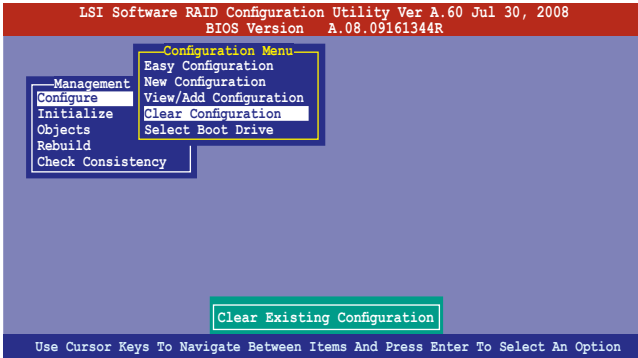 LSI Software RAID Configuration Utility Ver A.60 Jul 30, 2008
BIOS Version A.08.09161344R
Configuration Menu
Easy Configuration
New Configuration
View/Add Configuration
Clear Configuration
Select Boot Drive
Management
Configure
Initialize
Objects
Rebuild
Check Consistency
Clear Existing Configuration
Use Cursor Keys To Navigate Between Items And Press Enter To Select An Option